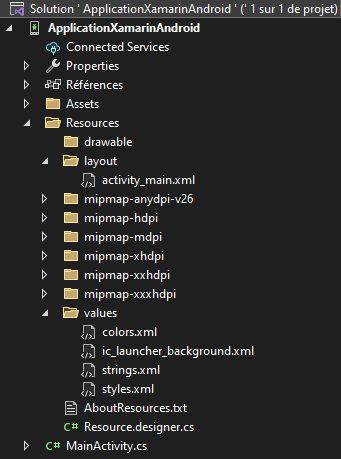 Solution ' ApplicationXamarinAndroid ' (' 1 sur 1 de projet)
ApplicationXamarinAndroid
Connected Services
Properties
Références
Assets
Resources
drawable
layout
activity_main.xml
mipmap-anydpi-v26
mipmap-hdpi
mipmap-mdpi
mipmap-xhdpi
mipmap-xxhdpi
mipmap-xxxhdpi
values
colors.xml
ic_launcher_background.xml
strings.xml
styles.xml
AboutResources.txt
C# Resource.designer.cs
C# MainActivity.cs